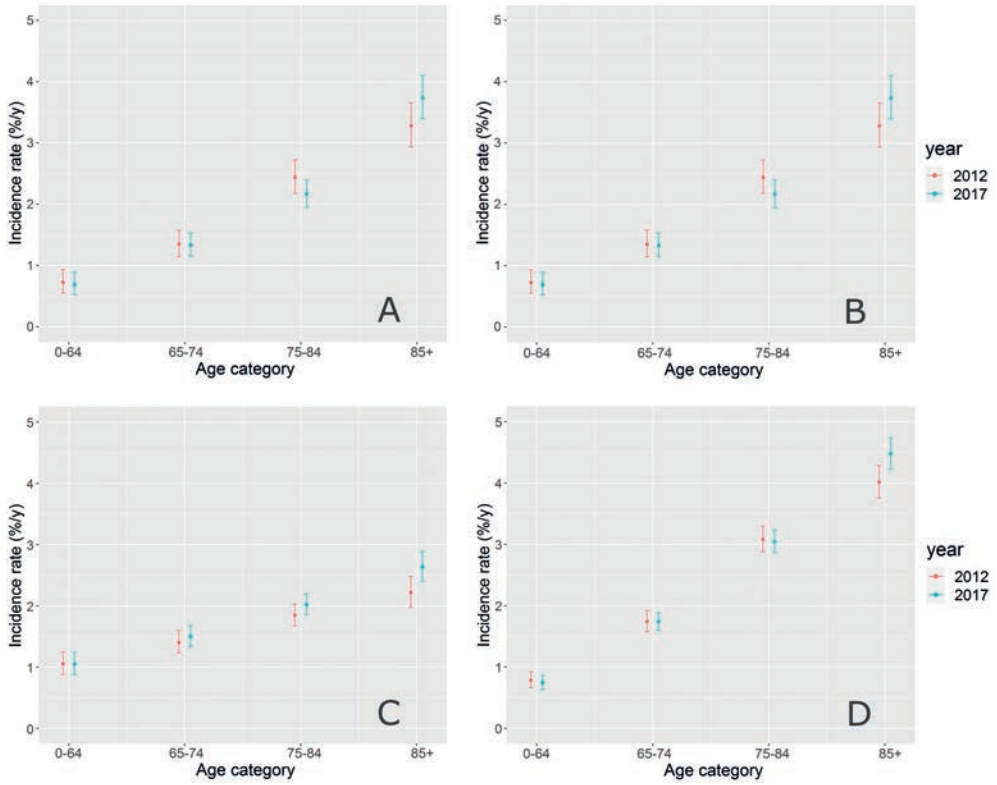 5
4
3
2
1
0
Incidence rate (%/y)
A
0-64 65-74 75-84 85+
Age category
5
4
3
2
1
0
Incidence rate (%/y)
B
0-64 65-74 75-84 85+
Age category
year
2012
2017
5
4
3
2
1
0
Incidence rate (%/y)
C
0-64 65-74 75-84 85+
Age category
5
4
3
2
1
0
Incidence rate (%/y)
D
0-64 65-74 75-84 85+
Age category
year
2012
2017